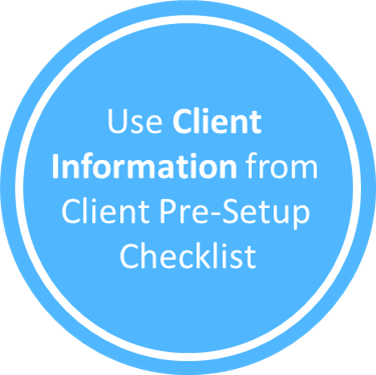 Use Client
Information from
Client Pre-Setup
Checklist